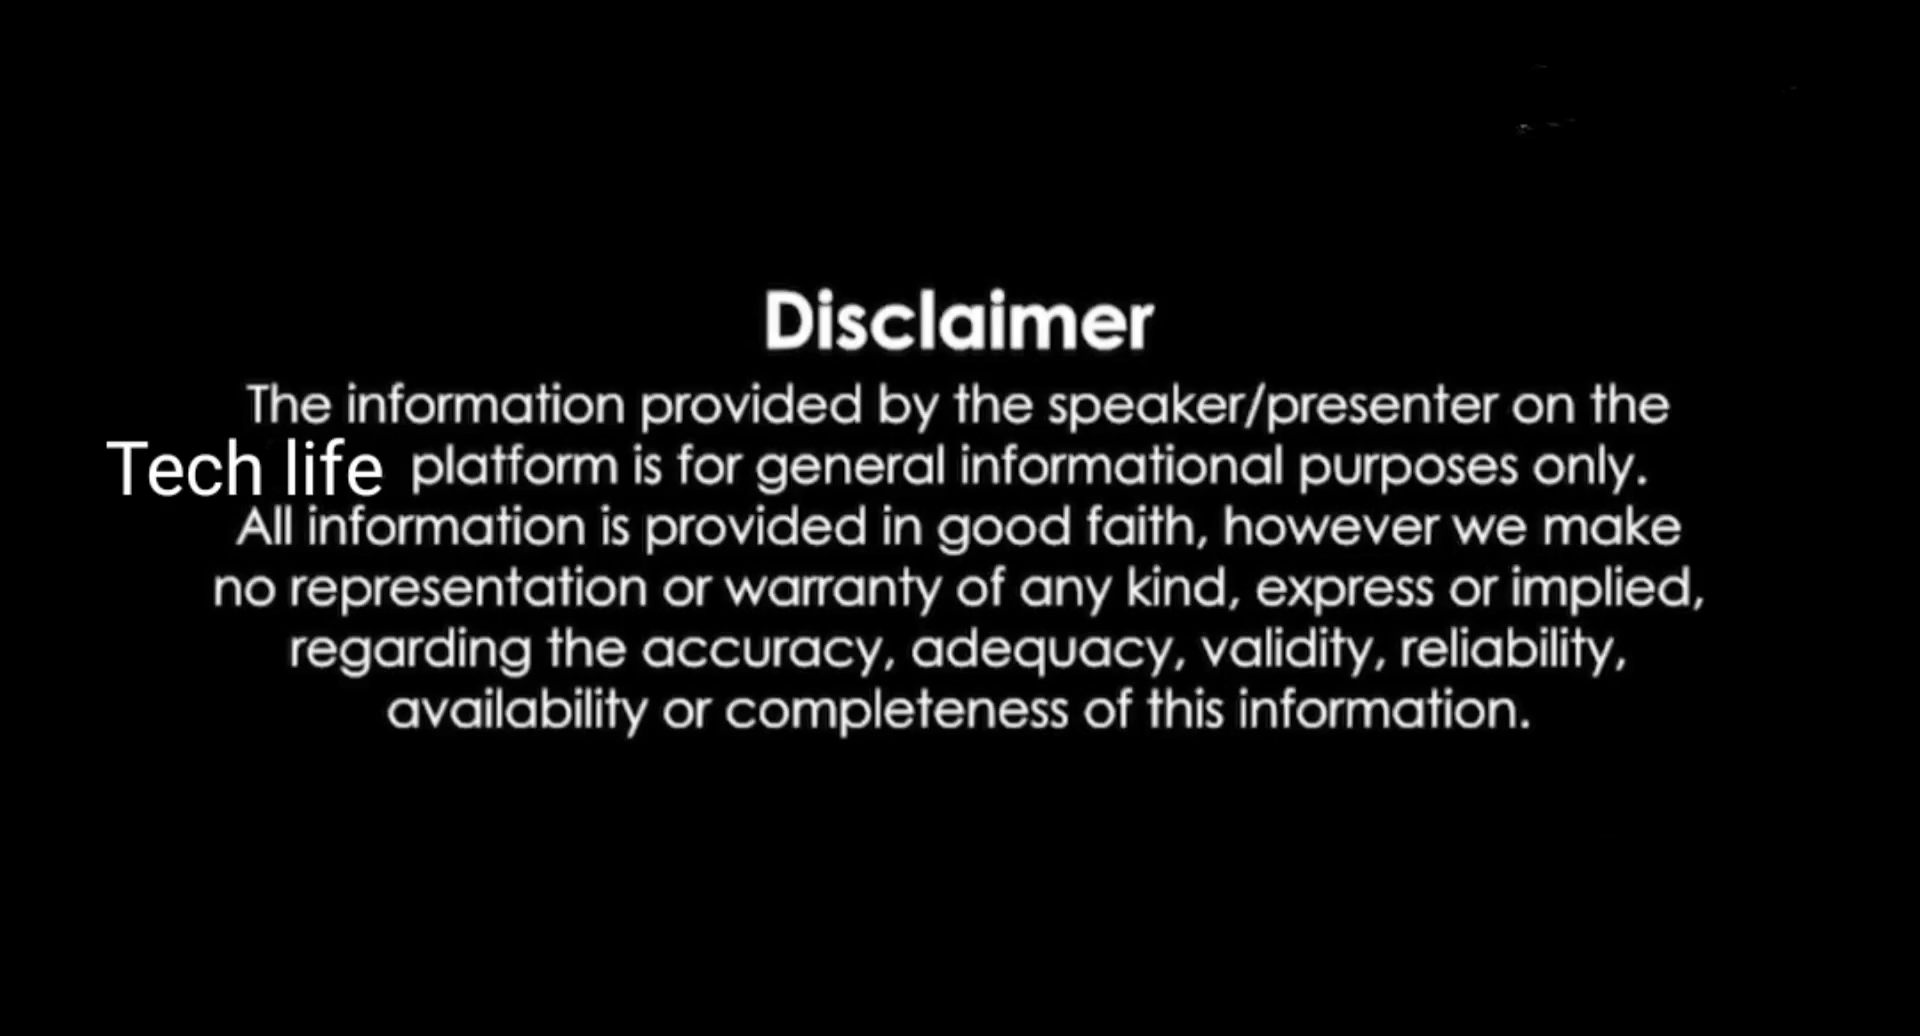 Disclaimer
The information provided by the speaker/presenter on the
Tech life platform is for general informational purposes only.
All information is provided in good faith, however we make
no representation or warranty of any kind, express or implied,
regarding the accuracy, adequacy, validity, reliability,
availability or completeness of this information.